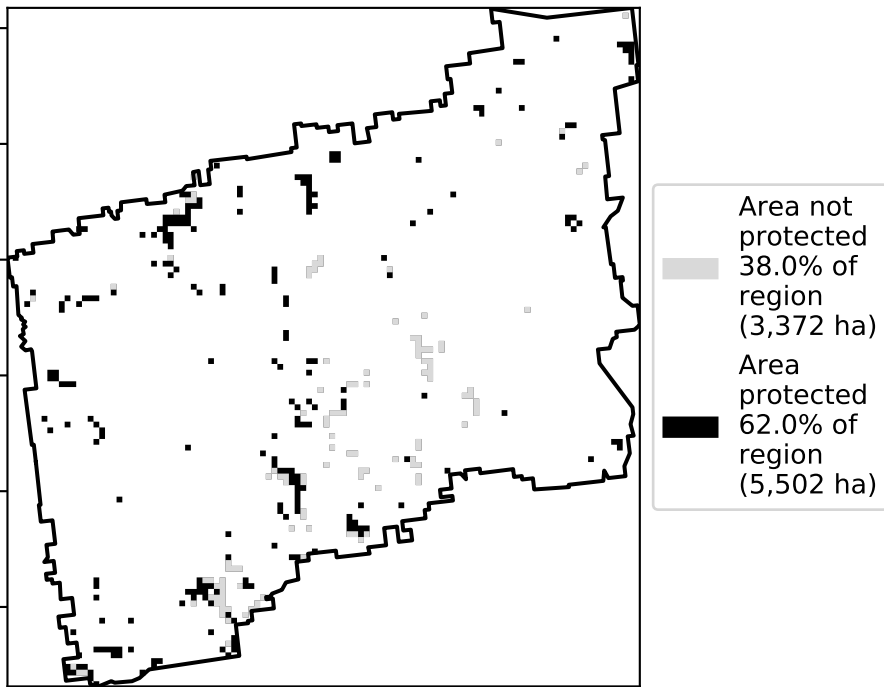 Area not
protected
38.0% of
region
(3,372 ha)
Area
protected
62.0% of
region
(5,502 ha)